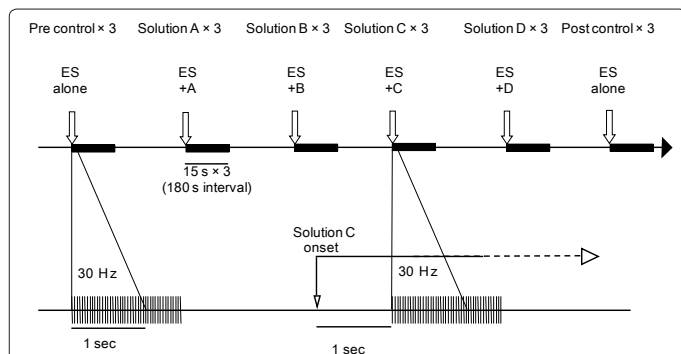 Pre control × 3 Solution A × 3 Solution B × 3 Solution C × 3 Solution D × 3 Post control × 3
ES alone
ES +A
ES +B
ES +C
ES +D
ES alone
15 s × 3
(180 s interval)
Solution C
onset
30 Hz
30 Hz
1 sec
1 sec